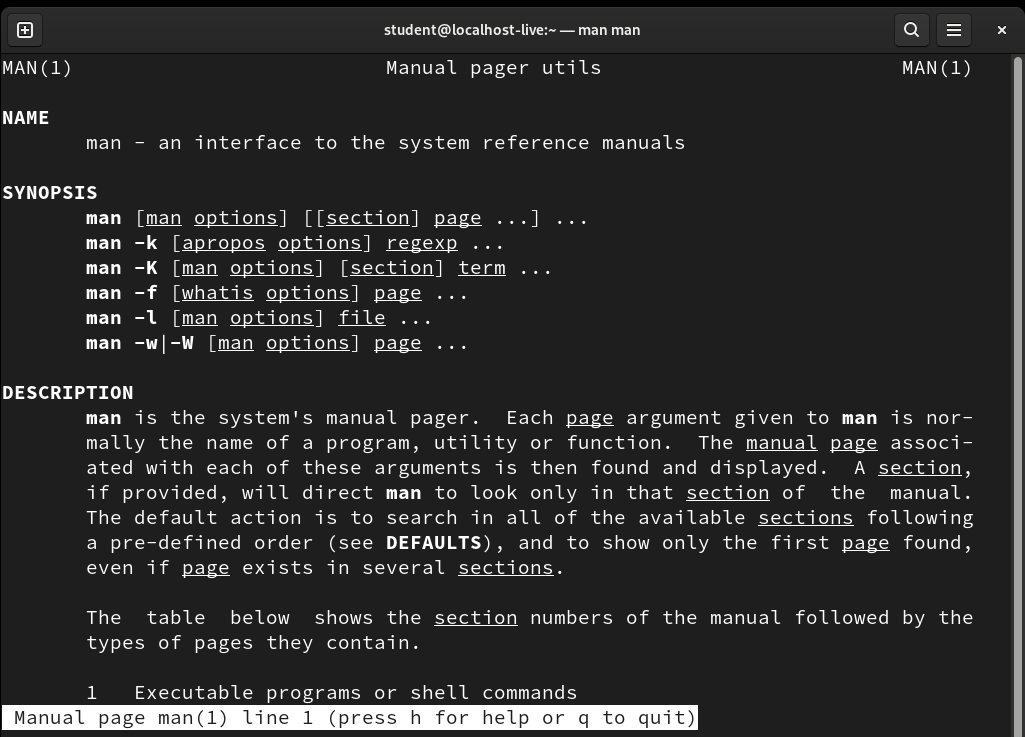 student@localhost-live:~ — man man
MAN(1) Manual pager utils MAN(1)
NAME
man - an interface to the system reference manuals
SYNOPSIS
man [man options] [[section] page ...] ...
man -k [apropos options] regexp ...
man -K [man options] [section] term ...
man -f [whatis options] page ...
man -l [man options] file ...
man -w|-W [man options] page ...
DESCRIPTION
man is the system's manual pager.  Each page argument given to man is nor-
mally the name of a program, utility or function.  The manual page associ-
ated with each of these arguments is then found and displayed.  A section,
if provided, will direct man to look only in that section of  the  manual.
The default action is to search in all of the available sections following
a pre-defined order (see DEFAULTS), and to show only the first page found,
even if page exists in several sections.
The  table  below  shows the section numbers of the manual followed by the
types of pages they contain.
1   Executable programs or shell commands
Manual page man(1) line 1 (press h for help or q to quit)